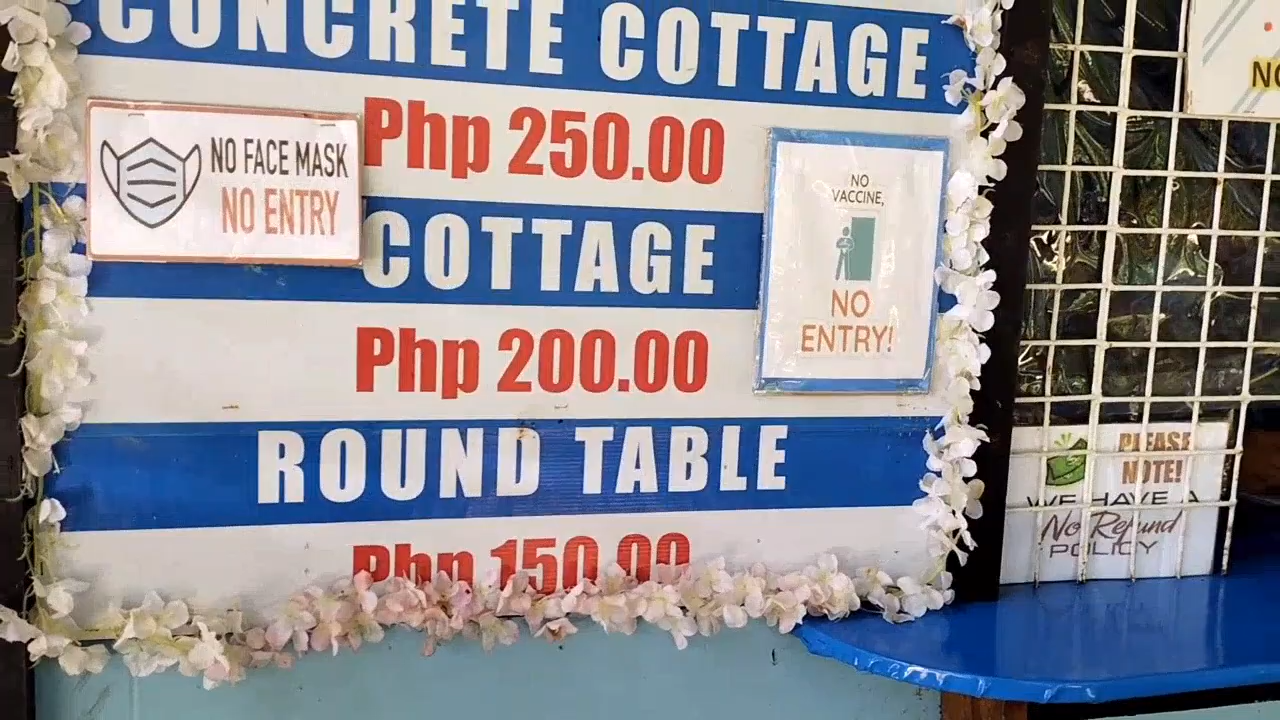 CONCRETE COTTAGE
Php 250.00
NO FACE MASK
NO ENTRY
COTTAGE
NO
VACCINE,
NO
ENTRY!
Php 200.00
ROUND TABLE
Php 150.00
PLEASE
NOTE!
WE HAVE A
No Refund
POLICY